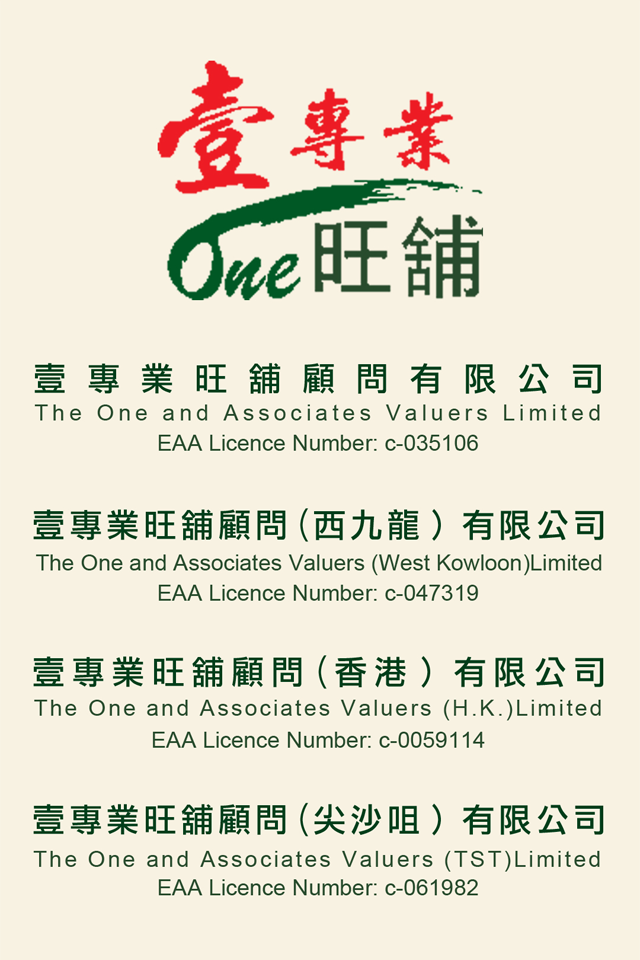 壹專業
One旺舖
壹專業旺舖顧問有限公司
The One and Associates Valuers Limited
EAA Licence Number: c-035106
壹專業旺舖顧問(西九龍)有限公司
The One and Associates Valuers (West Kowloon)Limited
EAA Licence Number: c-047319
壹專業旺舖顧問(香港)有限公司
The One and Associates Valuers (H.K.)Limited
EAA Licence Number: c-0059114
壹專業旺舖顧問(尖沙咀)有限公司
The One and Associates Valuers (TST)Limited
EAA Licence Number: c-061982